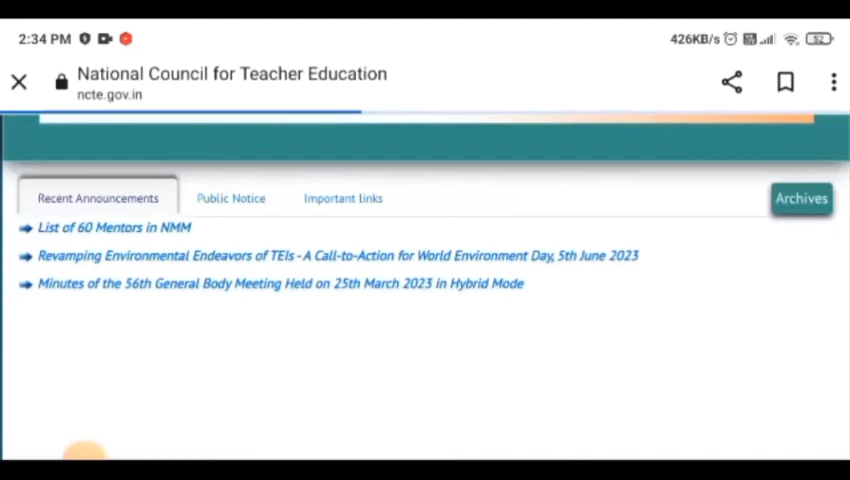 2:34 PM 426KB/s 52
National Council for Teacher Education
ncte.gov.in
Recent Announcements Public Notice Important links Archives
List of 60 Mentors in NMM
Revamping Environmental Endeavors of TEIs - A Call-to-Action for World Environment Day, 5th June 2023
Minutes of the 56th General Body Meeting Held on 25th March 2023 in Hybrid Mode